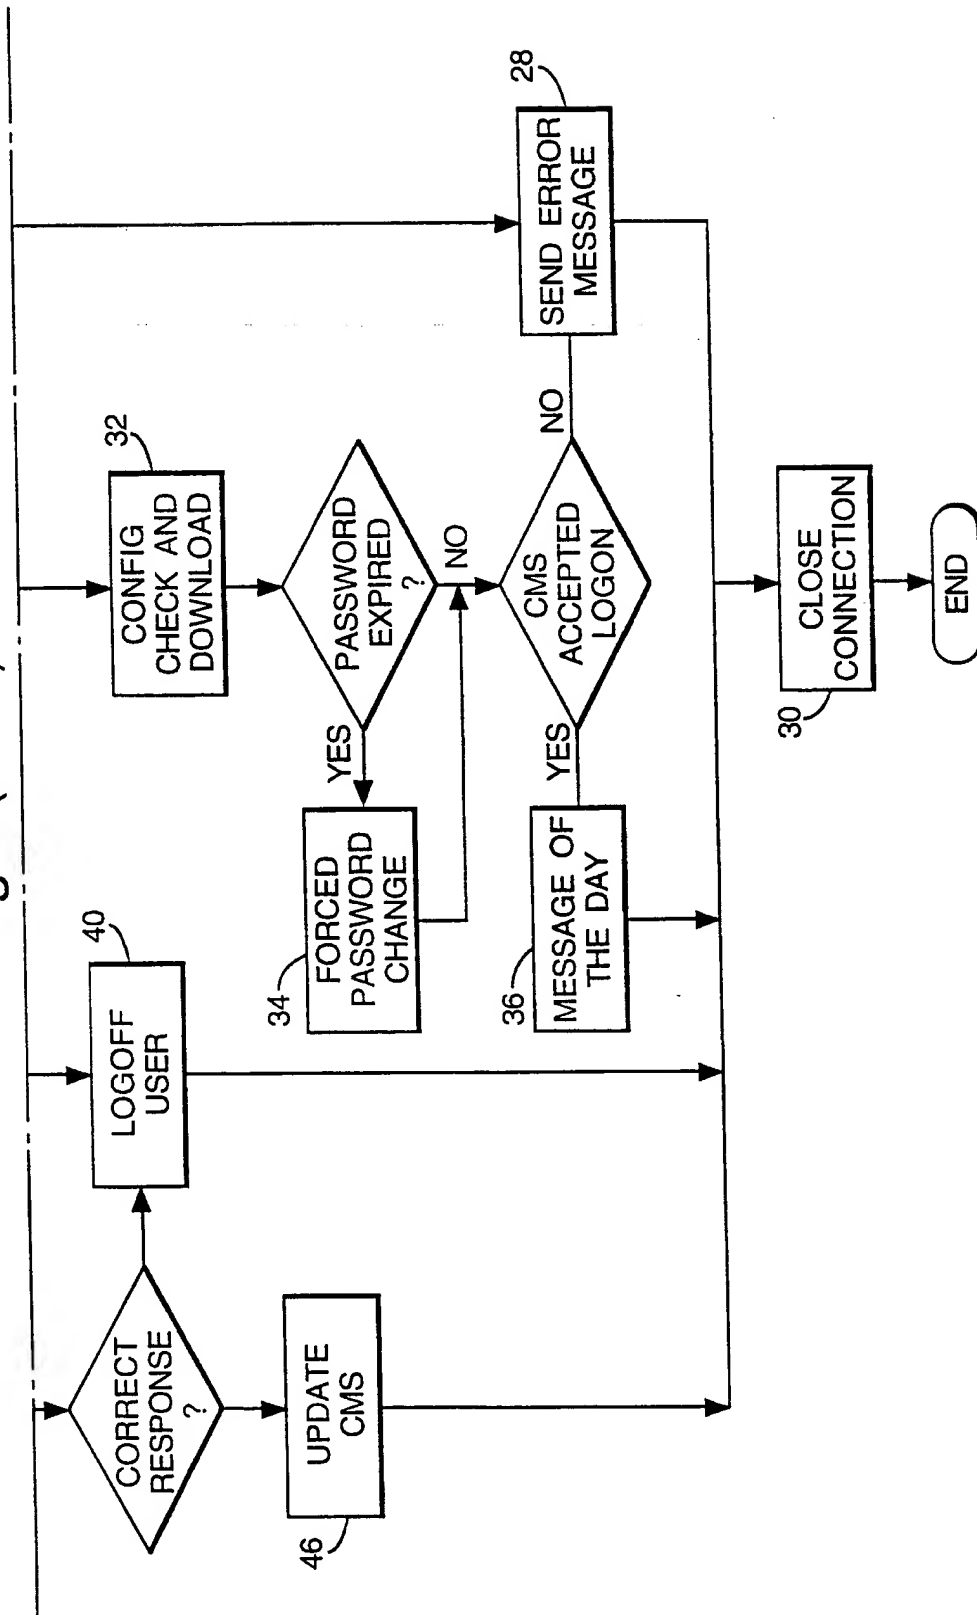 40
32
LOGOFF
USER
CONFIG
CHECK AND
DOWNLOAD
CORRECT
RESPONSE
?
46
UPDATE
CMS
34
FORCED
PASSWORD
CHANGE
YES
PASSWORD
EXPIRED
?
NO
36
MESSAGE OF
THE DAY
YES
CMS
ACCEPTED
LOGON
NO
28
SEND ERROR
MESSAGE
30
CLOSE
CONNECTION
END